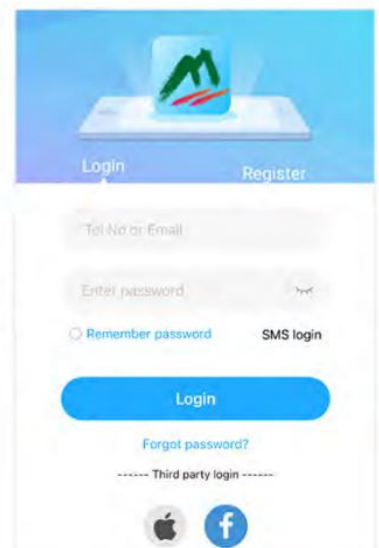 Login
Register
Tel No or Email
Enter password
Remember password
SMS login
Login
Forgot password?
------ Third party login ------